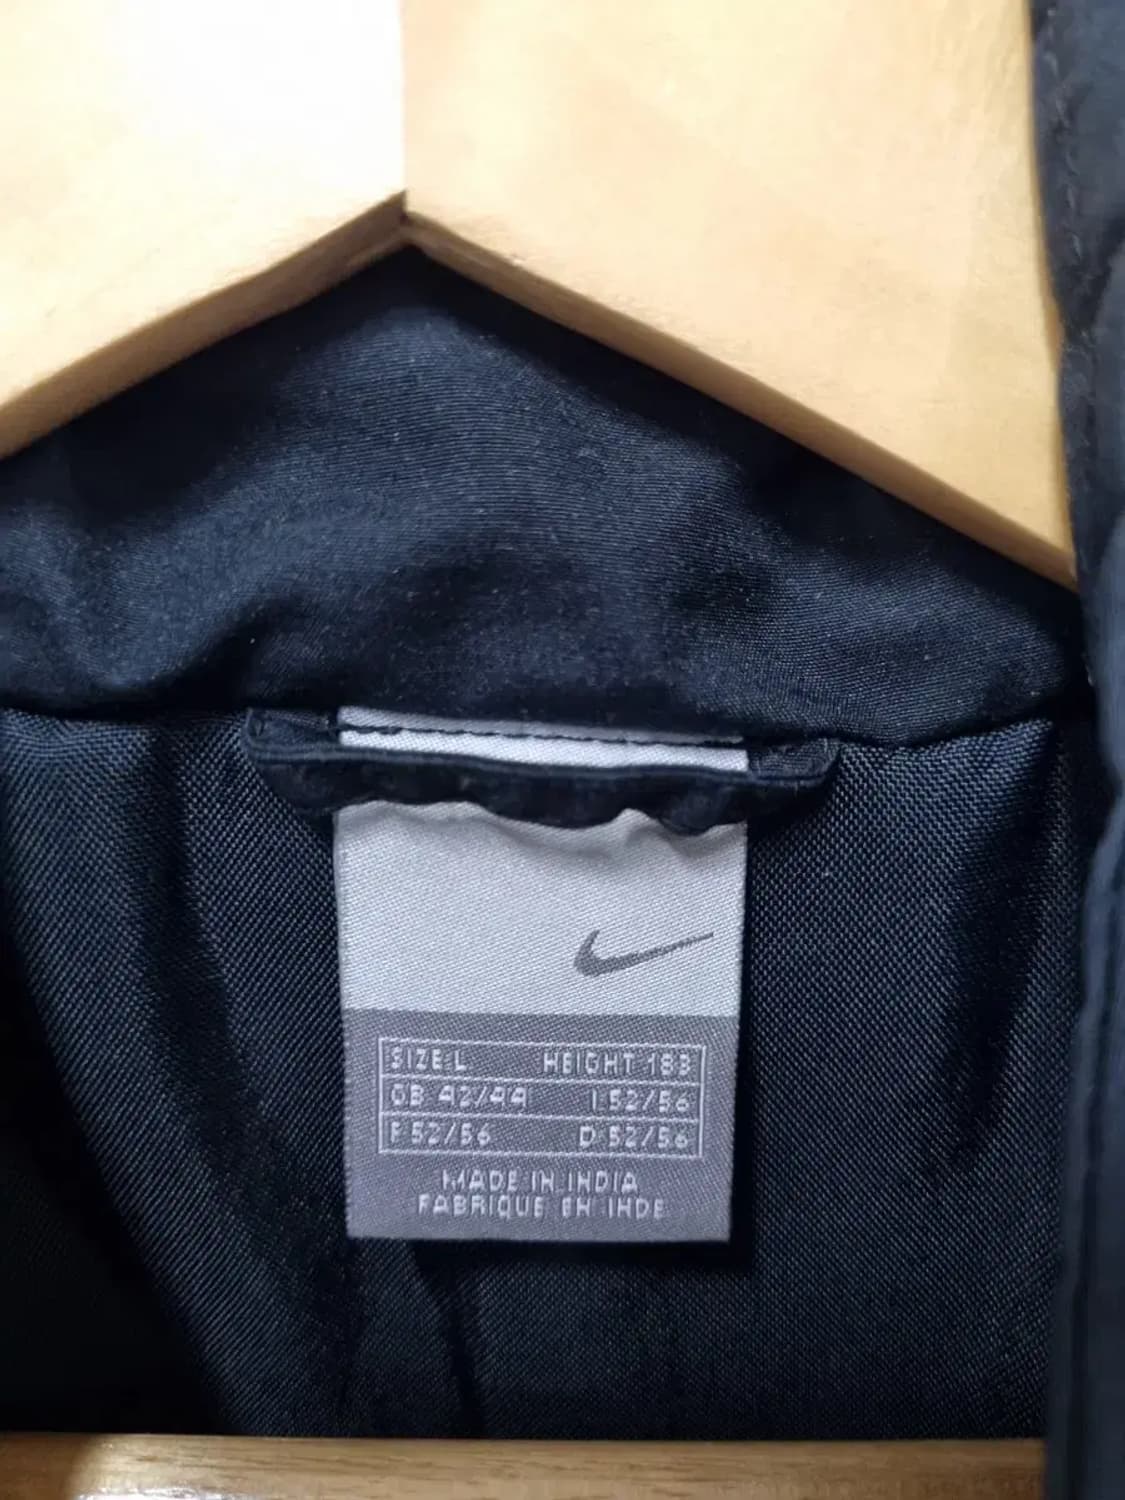 SIZE L HEIGHT 183
GB 42/44 I 52/56
F 52/56 D 52/56
MADE IN INDIA
FABRIQUE EN INDE